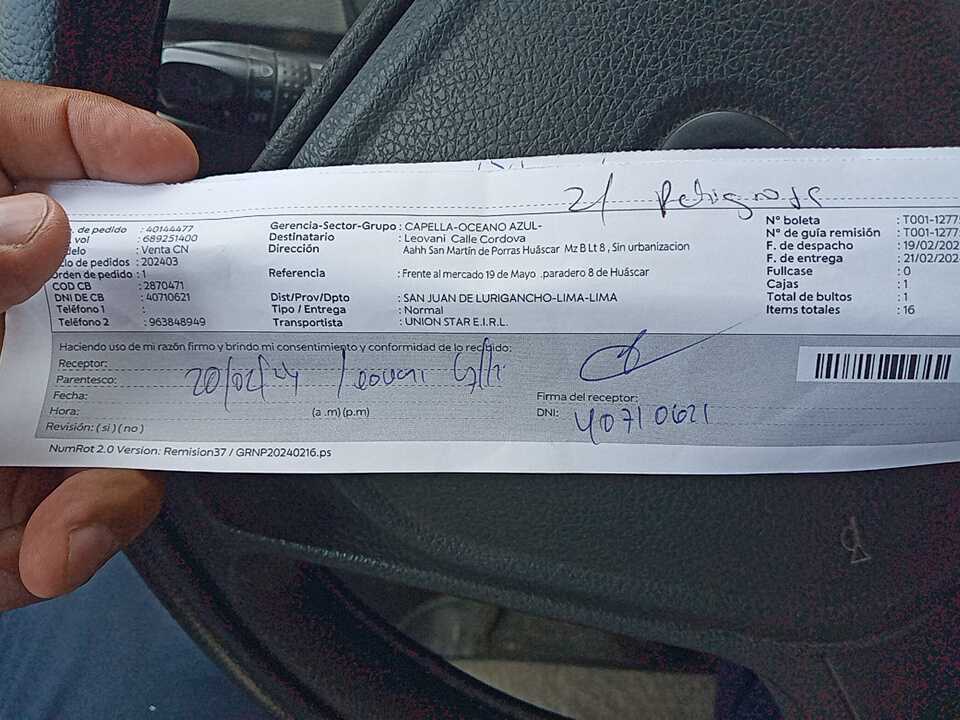 21 Peligroso
. de pedido : 40144477
. vol : 689251400
delo : Venta CN
clo de pedidos : 202403
orden de pedido : 1
COD CB : 2870471
DNI DE CB : 40710621
Teléfono 1 :
Teléfono 2 : 963848949
Gerencia-Sector-Grupo : CAPELLA-OCEANO AZUL-
Destinatario : Leovani Calle Cordova
Dirección Aahh San Martín de Porras Huáscar Mz B Lt 8 , Sin urbanizacion
Referencia : Frente al mercado 19 de Mayo .paradero 8 de Huáscar
Dist/Prov/Dpto : SAN JUAN DE LURIGANCHO-LIMA-LIMA
Tipo / Entrega : Normal
Transportista : UNION STAR E.I.R.L.
N° boleta : T001-1277
N° de guía remisión : T001-1277
F. de despacho : 19/02/202
F. de entrega : 21/02/202
Fullcase : 0
Cajas : 1
Total de bultos : 1
Items totales : 16
Haciendo uso de mi razón firmo y brindo mi consentimiento y conformidad de lo recibido:
Receptor:
Parentesco: 20/02/24 Leovani
Fecha:
Hora: (a .m) (p.m)
Revisión: ( si ) ( no )
Firma del receptor:
DNI: 40710621
NumRot 2.0 Version: Remision37 / GRNP20240216.ps